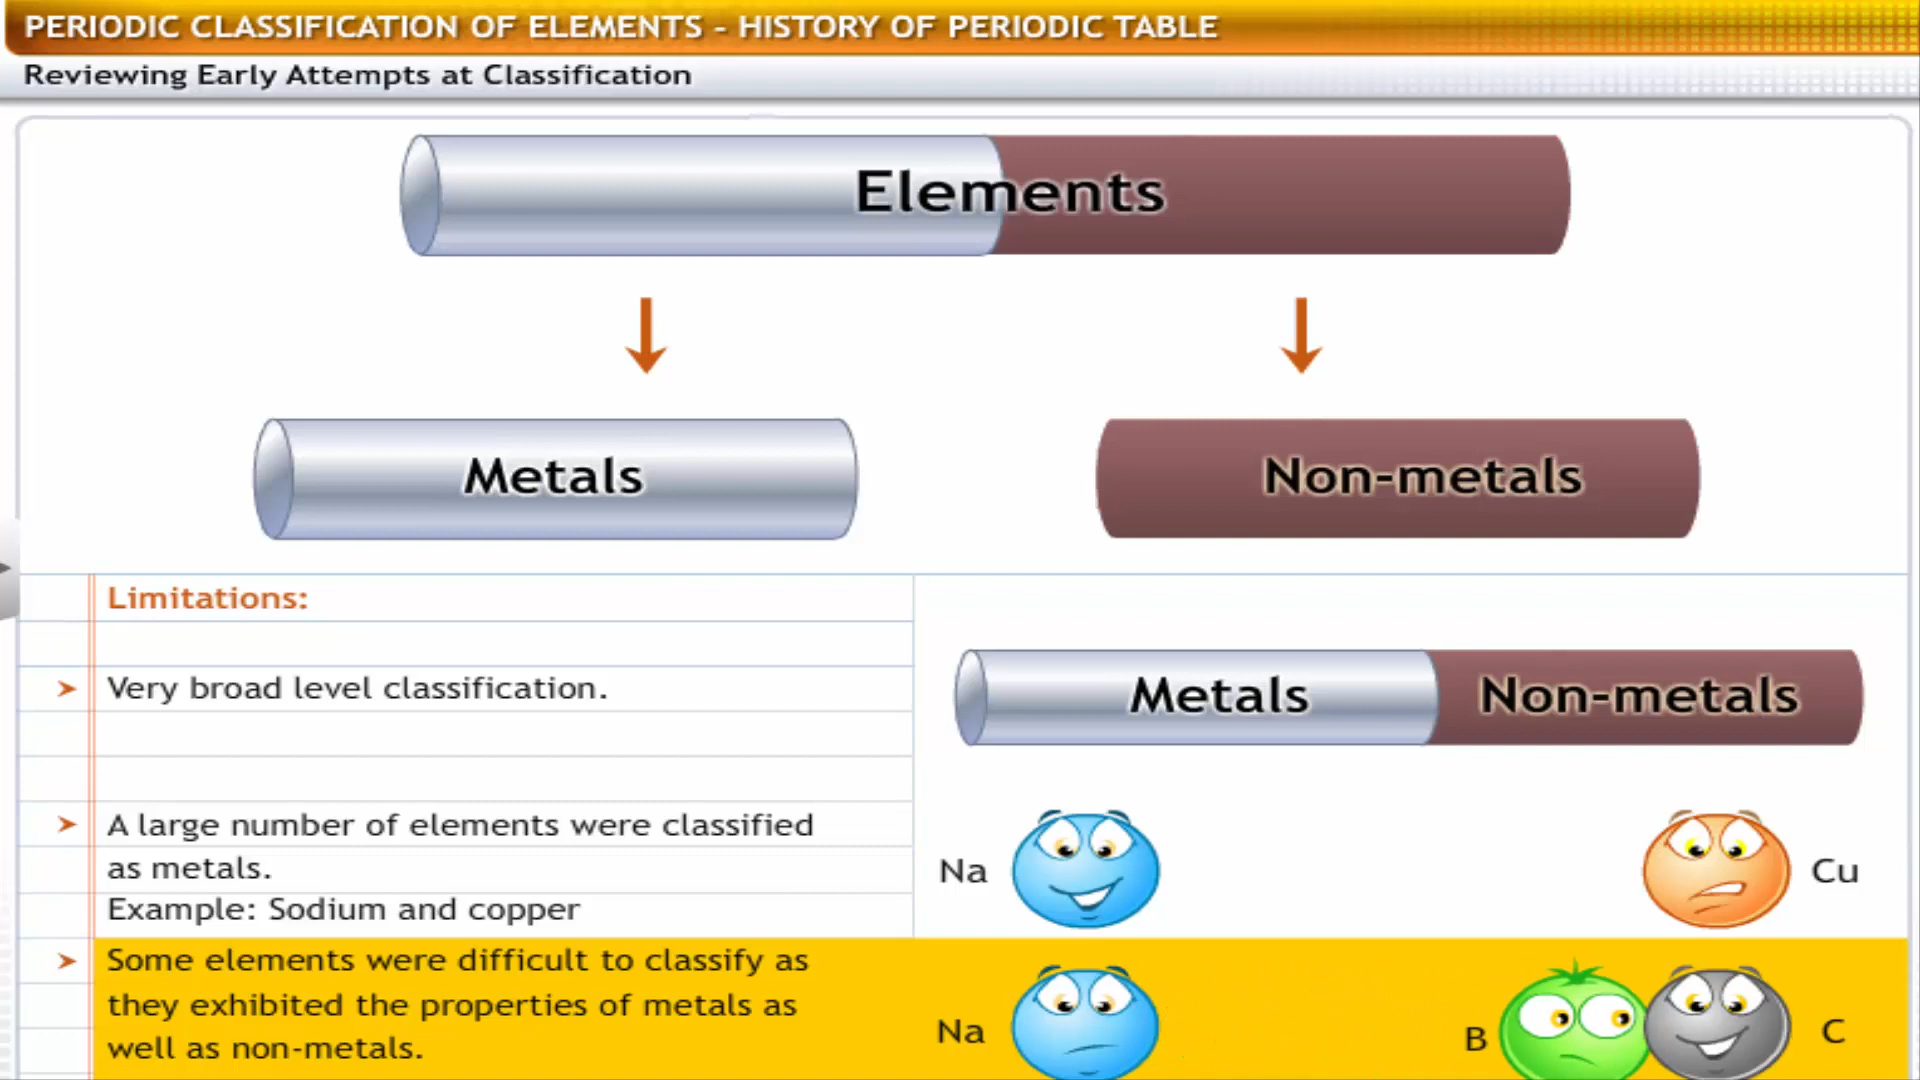 PERIODIC CLASSIFICATION OF ELEMENTS - HISTORY OF PERIODIC TABLE
Reviewing Early Attempts at Classification
Elements
Metals
Non-metals
Limitations:
Very broad level classification.
Metals
Non-metals
A large number of elements were classified
as metals.
Example: Sodium and copper
Na
Cu
Some elements were difficult to classify as
they exhibited the properties of metals as
well as non-metals.
Na
B
C